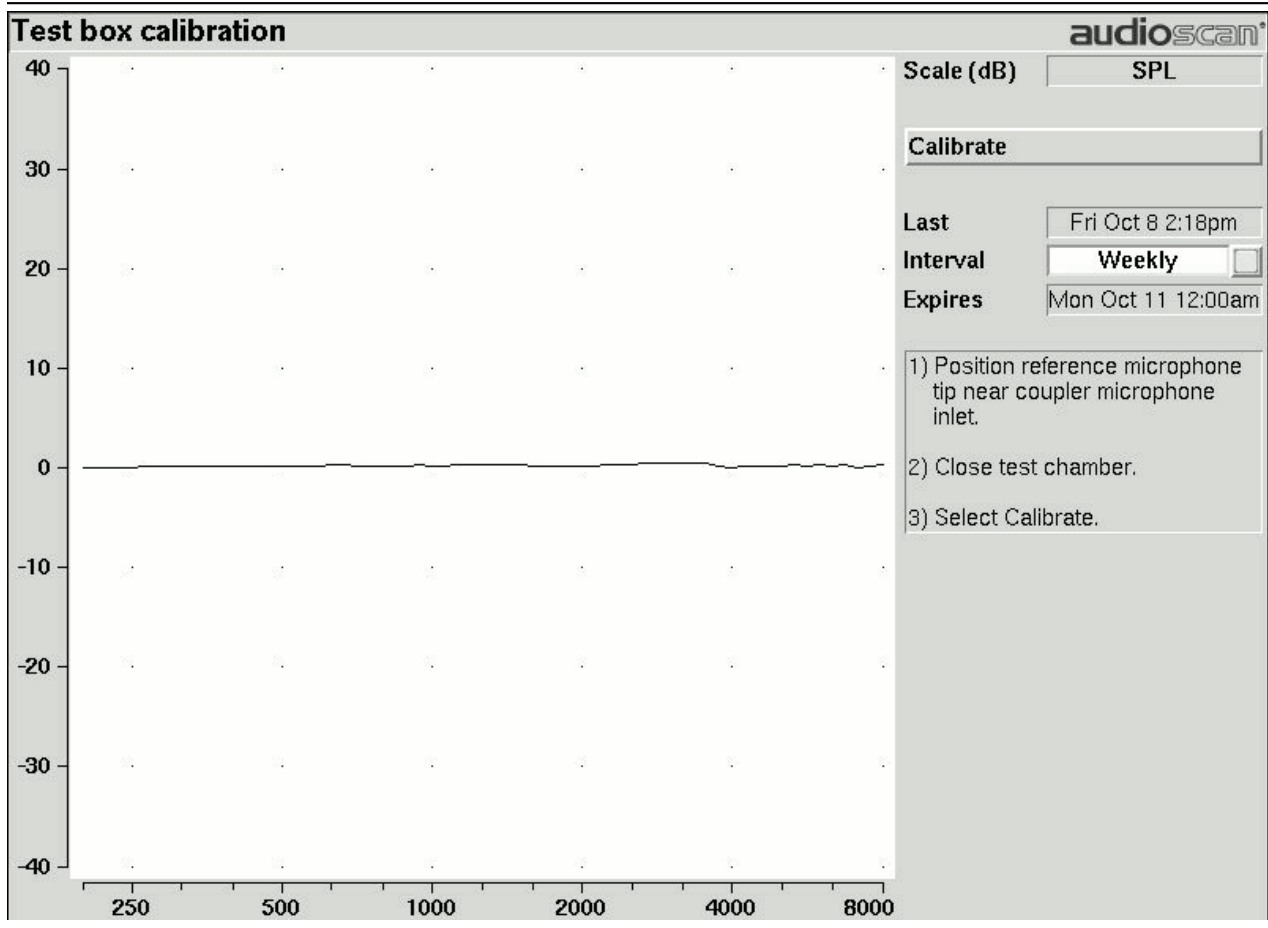 Test box calibration
audioscan
40
30
20
10
0
-10
-20
-30
-40
250 500 1000 2000 4000 8000
Scale (dB) SPL
Calibrate
Last Fri Oct 8 2:18pm
Interval Weekly
Expires Mon Oct 11 12:00am
1) Position reference microphone
tip near coupler microphone
inlet.
2) Close test chamber.
3) Select Calibrate.